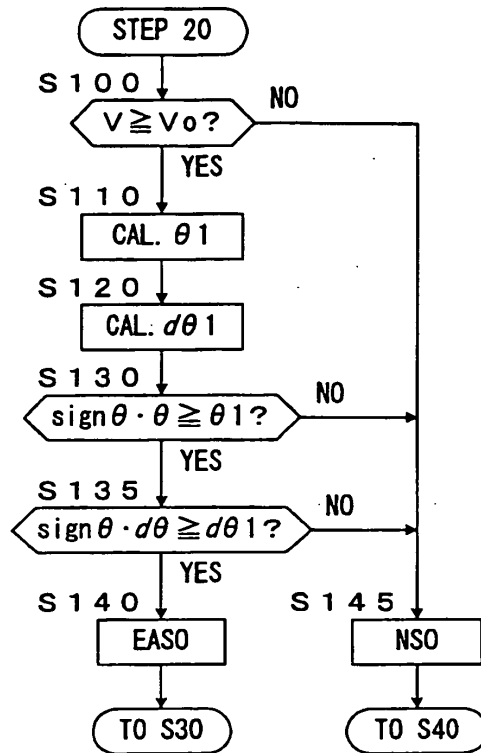 STEP 20
S100
V ≧ Vo?
NO
YES
S110
CAL. θ1
S120
CAL. dθ1
S130
signθ · θ ≧ θ1?
NO
YES
S135
signθ · dθ ≧ dθ1?
NO
YES
S140
S145
EASO
NSO
TO S30
TO S40